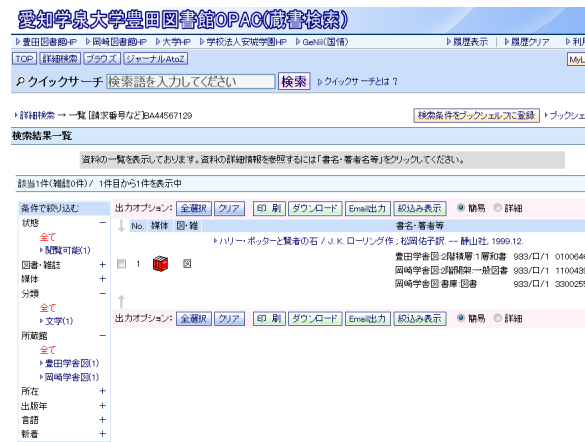 愛知学泉大学豊田図書館OPAC(蔵書検索)
豊田図書館HP 岡崎図書館HP 大学HP 学校法人安城学園HP GeNii(国情) 履歴表示 履歴クリア 利用
TOP 詳細検索 ブラウズ ジャーナルAtoZ MyL
クイックサーチ 検索語を入力してください 検索 クイックサーチとは？
詳細検索 → 一覧 [請求番号など]BA44567129 検索条件をブックシェルフに登録 ブックシェ
検索結果一覧
資料の一覧を表示しております。資料の詳細情報を参照するには「書名・著者名等」をクリックしてください。
該当1件(雑誌0件) / 1件目から1件を表示中
条件で絞り込む 出力オプション: 全選択 クリア 印 刷 ダウンロード Email出力 絞込み表示 簡易 詳細
状態 − No. 媒体 図・雑 書名・著者等
全て
閲覧可能(1)
ハリー・ポッターと賢者の石 / J. K. ローリング作 ; 松岡佑子訳. -- 静山社, 1999.12.
図書・雑誌 + 1 図
豊田学舎図:2階積層:1層和書 933/ロ/1 0100646
岡崎学舎図:2階開架:一般図書 933/ロ/1 1100439
岡崎学舎図:書庫:図書 933/ロ/1 3300255
媒体 +
分類 −
全て
文学(1) 出力オプション: 全選択 クリア 印 刷 ダウンロード Email出力 絞込み表示 簡易 詳細
所蔵館 −
全て
豊田学舎図(1)
岡崎学舎図(1)
所在 +
出版年 +
言語 +
新着 +